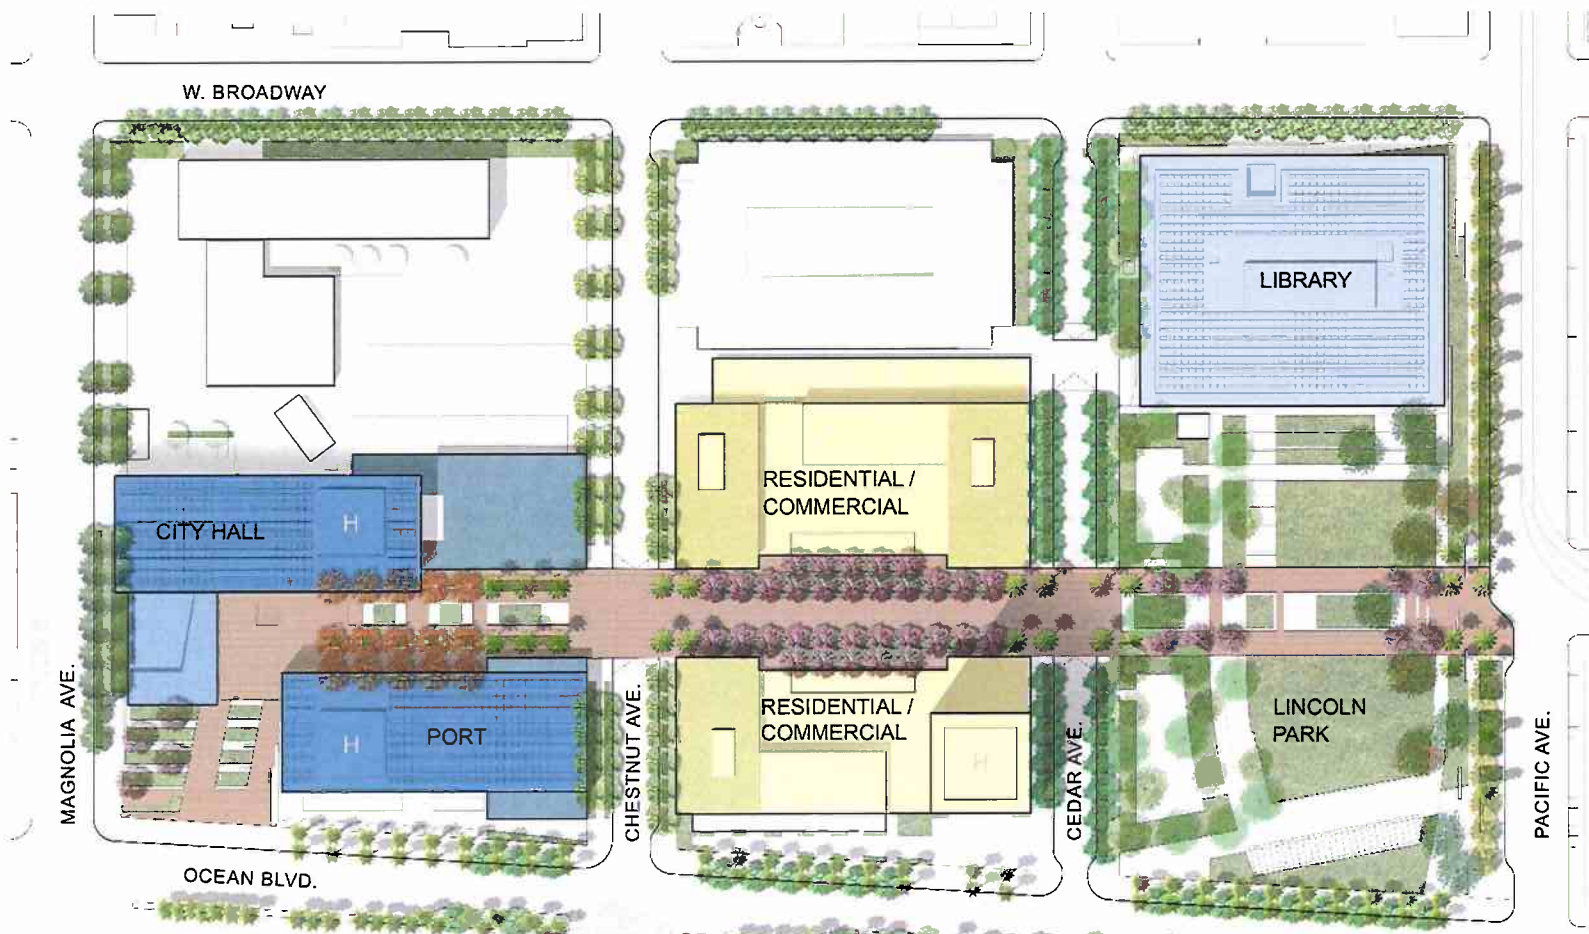 W. BROADWAY
LIBRARY
RESIDENTIAL /
COMMERCIAL
CITY HALL
H
MAGNOLIA AVE.
PORT
H
CHESTNUT AVE.
RESIDENTIAL /
COMMERCIAL
H
CEDAR AVE.
LINCOLN
PARK
PACIFIC AVE.
OCEAN BLVD.